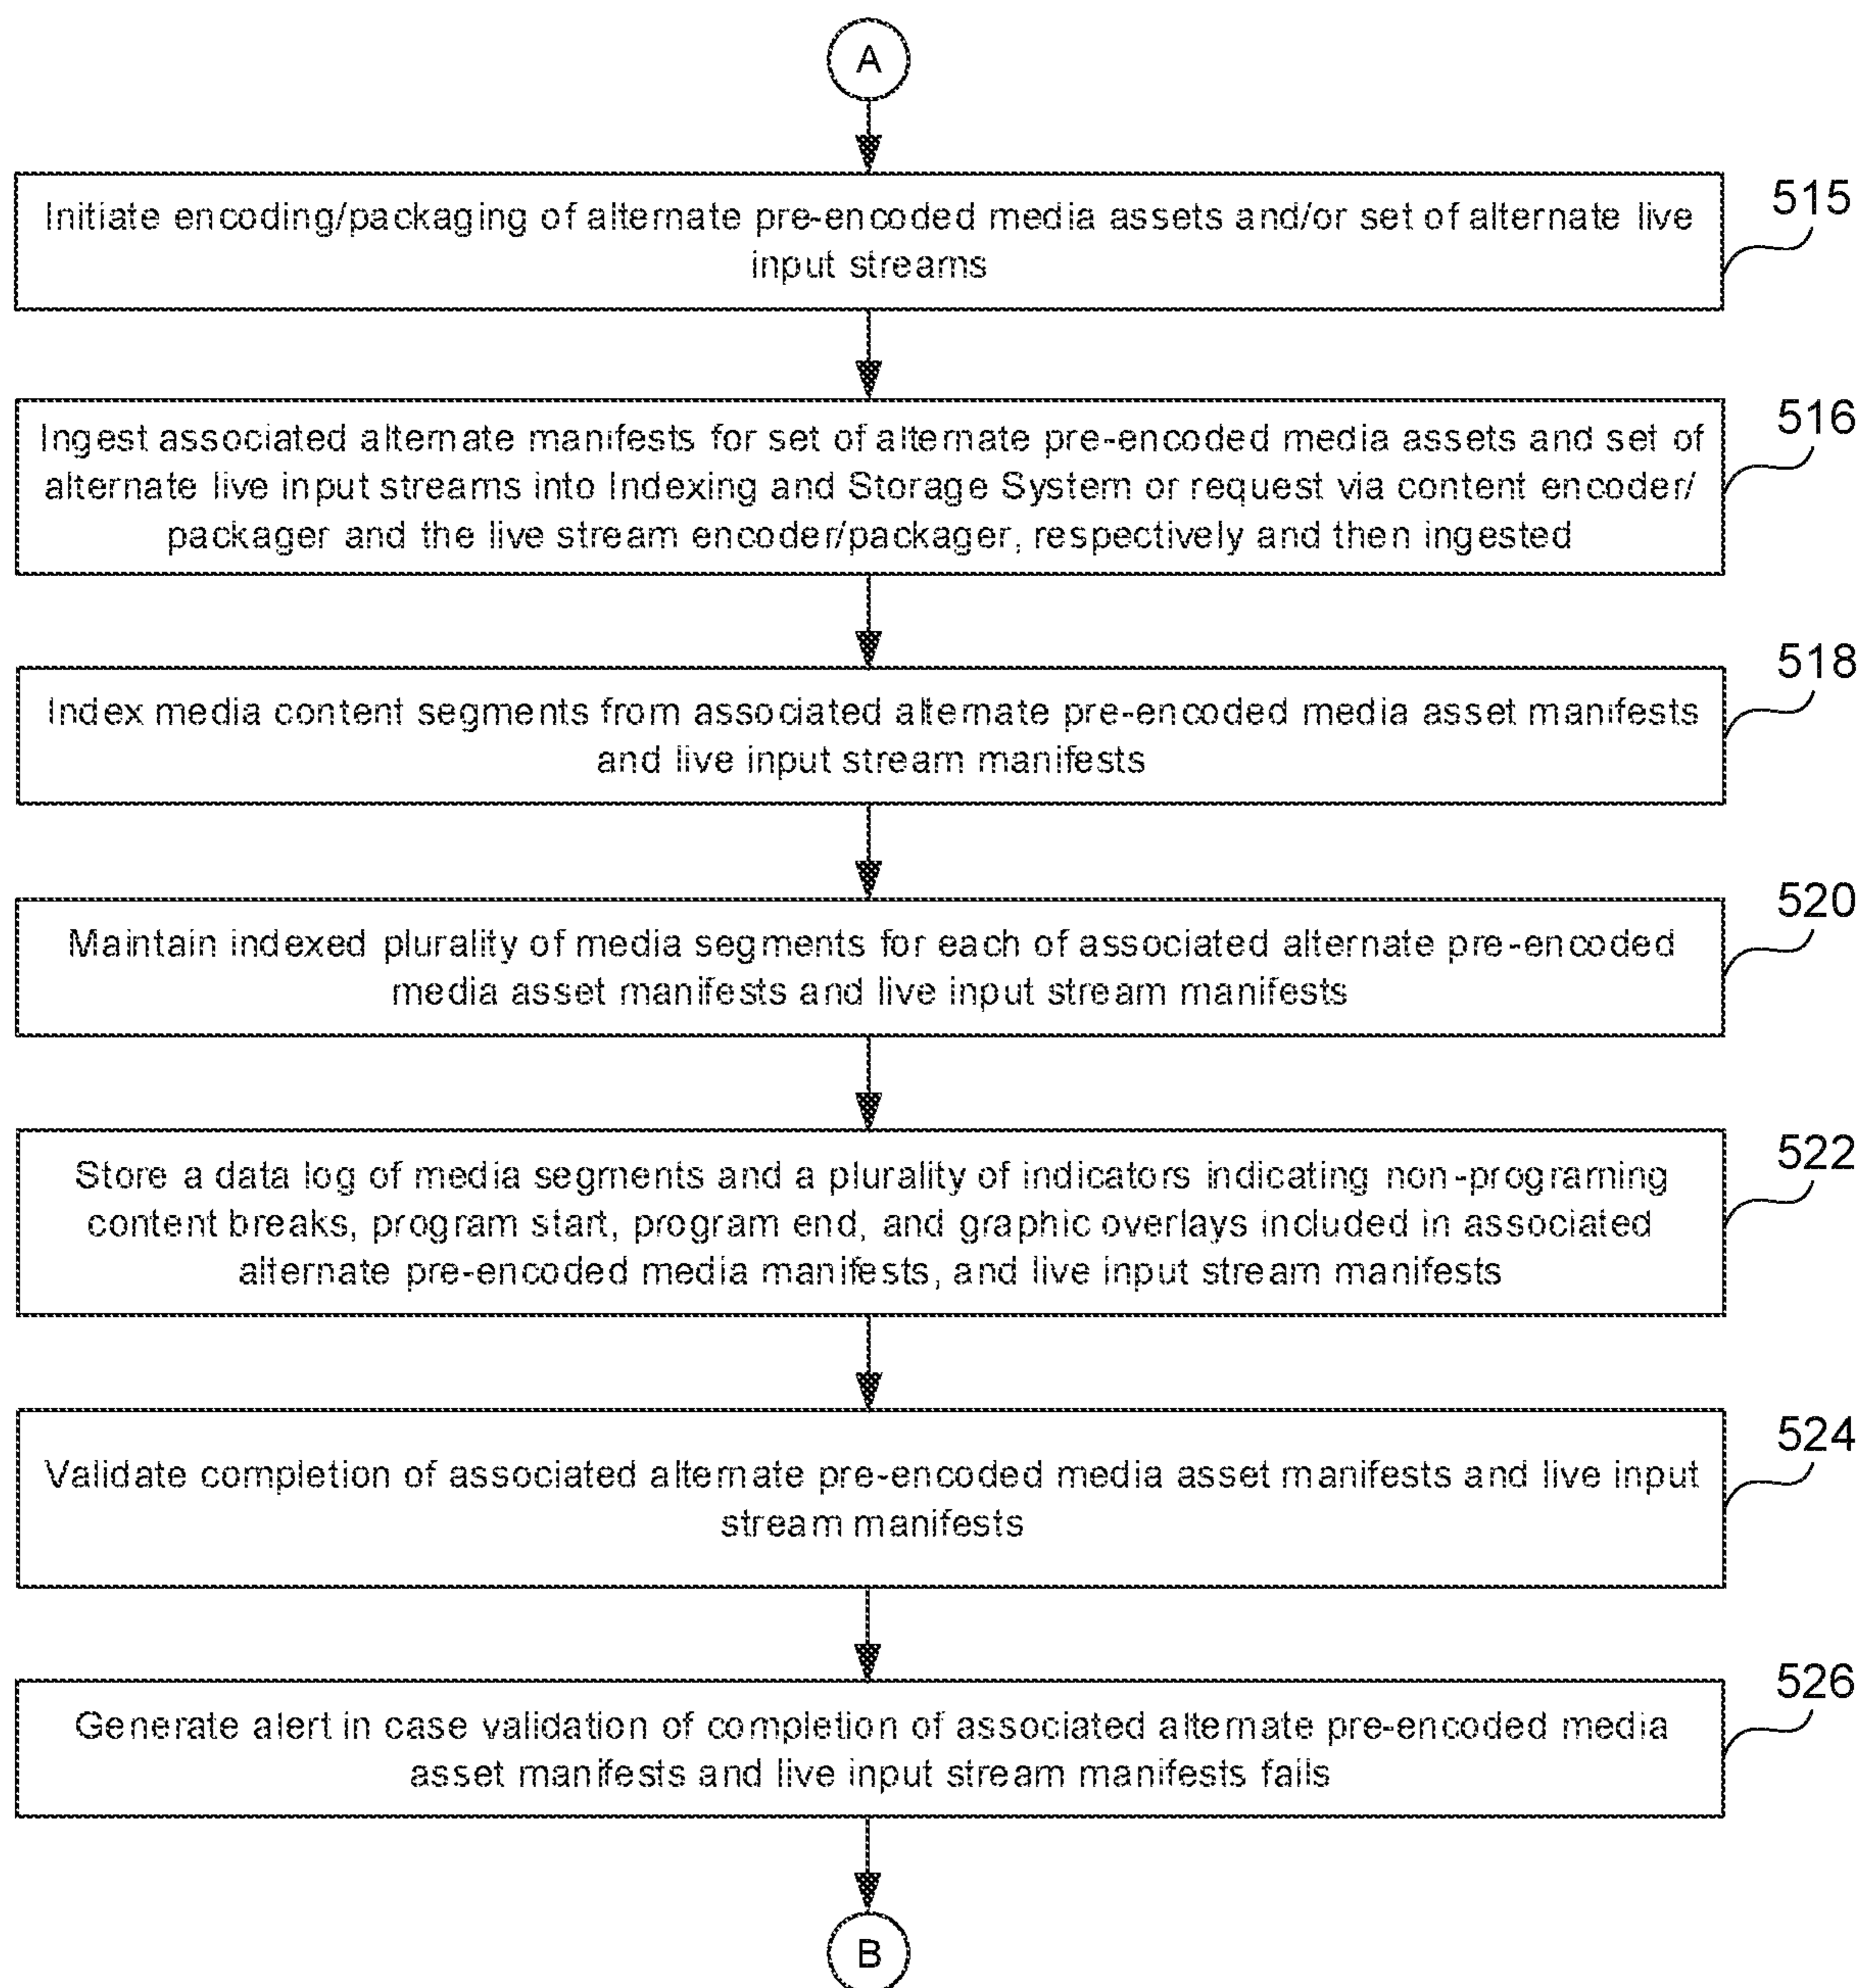 A
515
Initiate encoding/packaging of alternate pre-encoded media assets and/or set of alternate live
input streams
516
Ingest associated alternate manifests for set of alternate pre-encoded media assets and set of
alternate live input streams into Indexing and Storage System or request via content encoder/
packager and the live stream encoder/packager, respectively and then ingested
518
Index media content segments from associated alternate pre-encoded media asset manifests
and live input stream manifests
520
Maintain indexed plurality of media segments for each of associated alternate pre-encoded
media asset manifests and live input stream manifests
522
Store a data log of media segments and a plurality of indicators indicating non-programing
content breaks, program start, program end, and graphic overlays included in associated
alternate pre-encoded media manifests, and live input stream manifests
524
Validate completion of associated alternate pre-encoded media asset manifests and live input
stream manifests
526
Generate alert in case validation of completion of associated alternate pre-encoded media
asset manifests and live input stream manifests fails
B